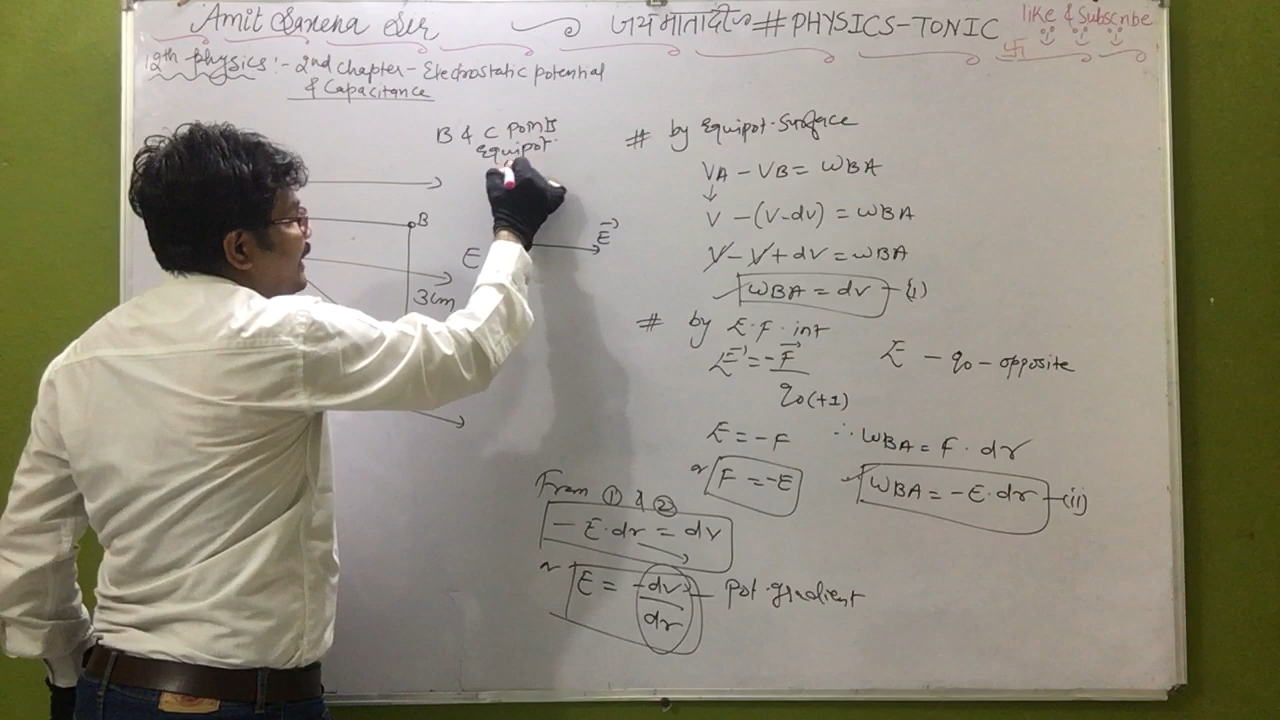 Amit Saxena Sir
जय माता दी # PHYSICS-TONIC
like & Subscribe
12th physics :- 2nd Chapter - Electrostatic potential
& Capacitance
B & C points
equipot.
B
3cm
E
E⃗
# by Equipot. Surface
VA - VB = WBA
↓
V - (V-dv) = WBA
V - V + dv = WBA
WBA = dv - (i)
# by E.F. int
E⃗ = -F⃗
q₀(+1)
E - q₀ - opposite
E = -F
∴ WBA = F · dr
or F = -E
WBA = -E·dr - (ii)
From ① & ②
- E·dr = dv
or E = -dv
dr
Pot. gradient